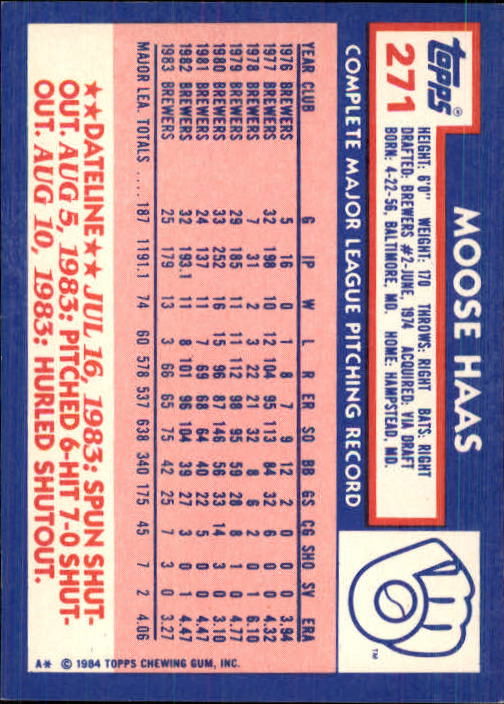 topps®
271
MOOSE HAAS
HEIGHT: 6'0" WEIGHT: 170 THROWS: RIGHT BATS: RIGHT
DRAFTED: BREWERS #2-JUNE, 1974 ACQUIRED: VIA DRAFT
BORN: 4-22-56, BALTIMORE, MD. HOME: HAMPSTEAD, MD.
COMPLETE MAJOR LEAGUE PITCHING RECORD
YEAR CLUB G IP W L R ER SO BB GS CG SHO SV ERA
1976 BREWERS 5 16 0 1 8 7 9 12 2 0 0 0 3.94
1977 BREWERS 32 198 10 12 104 95 113 84 32 6 0 0 4.32
1978 BREWERS 7 31 2 3 22 21 32 8 6 2 0 1 6.10
1979 BREWERS 29 185 11 11 112 98 95 59 28 8 1 0 4.77
1980 BREWERS 33 252 16 15 96 87 146 56 33 14 3 0 3.10
1981 BREWERS 24 137 11 7 69 68 64 40 22 5 0 0 4.47
1982 BREWERS 32 193.1 11 8 101 96 104 39 27 3 0 1 4.47
1983 BREWERS 25 179 13 3 66 65 75 42 25 7 3 0 3.27
MAJOR LEA. TOTALS ..... 187 1191.1 74 60 578 537 638 340 175 45 7 2 4.06
★★DATELINE★★ JUL 16, 1983: SPUN SHUT-
OUT. AUG 5, 1983: PITCHED 6-HIT 7-0 SHUT-
OUT. AUG 10, 1983: HURLED SHUTOUT.
TM
A* © 1984 TOPPS CHEWING GUM, INC.